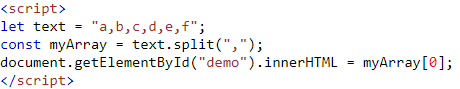 <script>
let text = "a,b,c,d,e,f";
const myArray = text.split(",");
document.getElementById("demo").innerHTML = myArray[0];
</script>